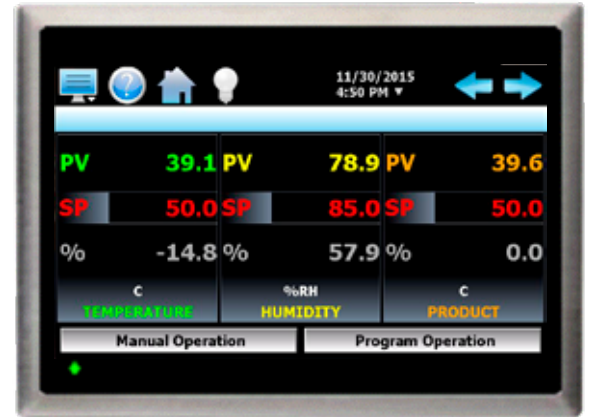 ?
11/30/2015
4:50 PM ▼
PV 39.1 PV 78.9 PV 39.6
SP 50.0 SP 85.0 SP 50.0
% -14.8 % 57.9 % 0.0
C %RH C
TEMPERATURE HUMIDITY PRODUCT
Manual Operation Program Operation